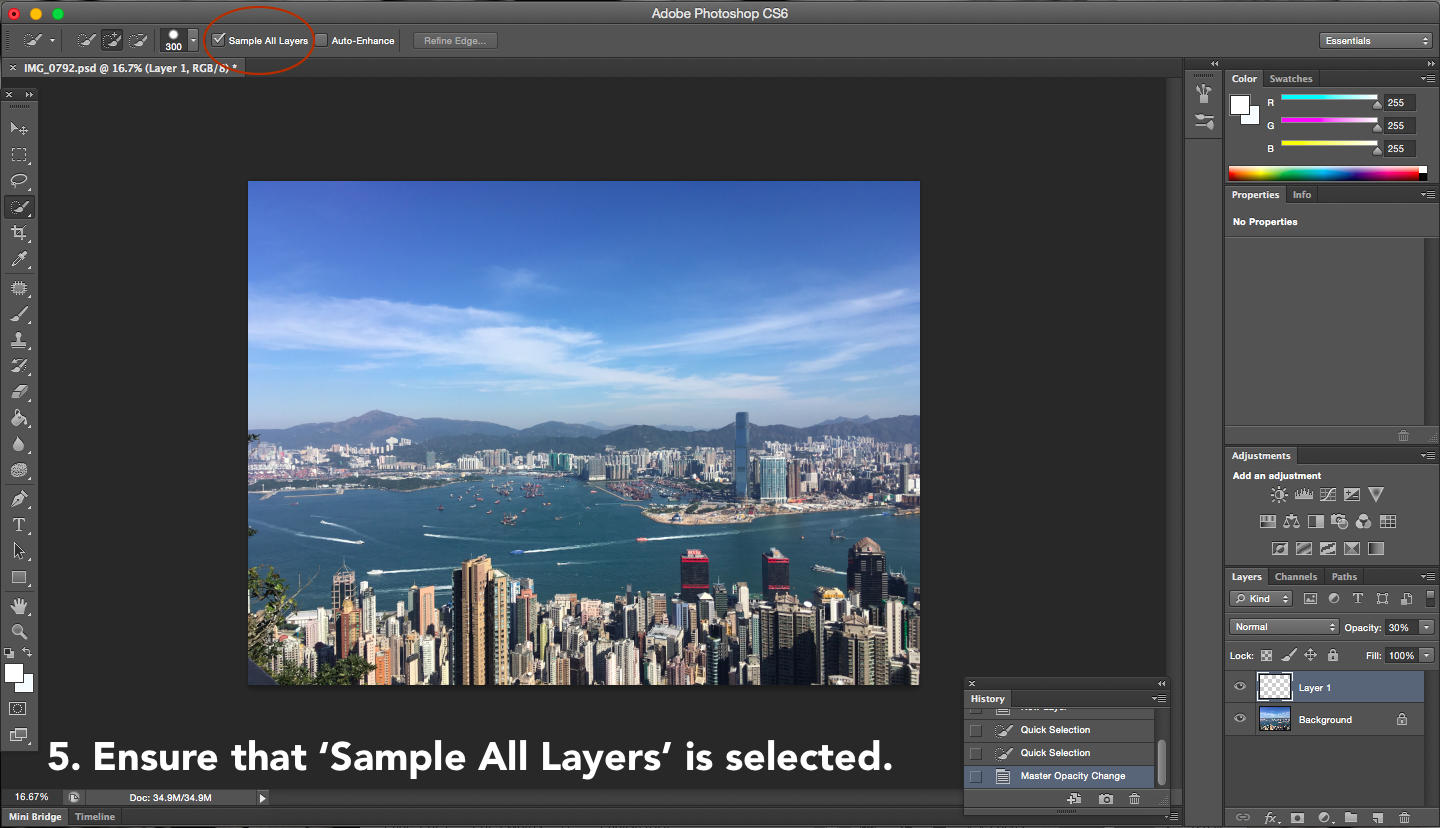 Adobe Photoshop CS6
300
Sample All Layers
Auto-Enhance
Refine Edge...
Essentials
IMG_0792.psd @ 16.7% (Layer 1, RGB/8) *
Color
Swatches
R
255
G
255
B
255
Properties
Info
No Properties
Adjustments
Add an adjustment
Layers
Channels
Paths
Kind
Normal
Opacity:
30%
Lock:
Fill:
100%
Layer 1
Background
History
Quick Selection
Quick Selection
Master Opacity Change
5. Ensure that ‘Sample All Layers’ is selected.
16.67%
Doc: 34.9M/34.9M
Mini Bridge
Timeline